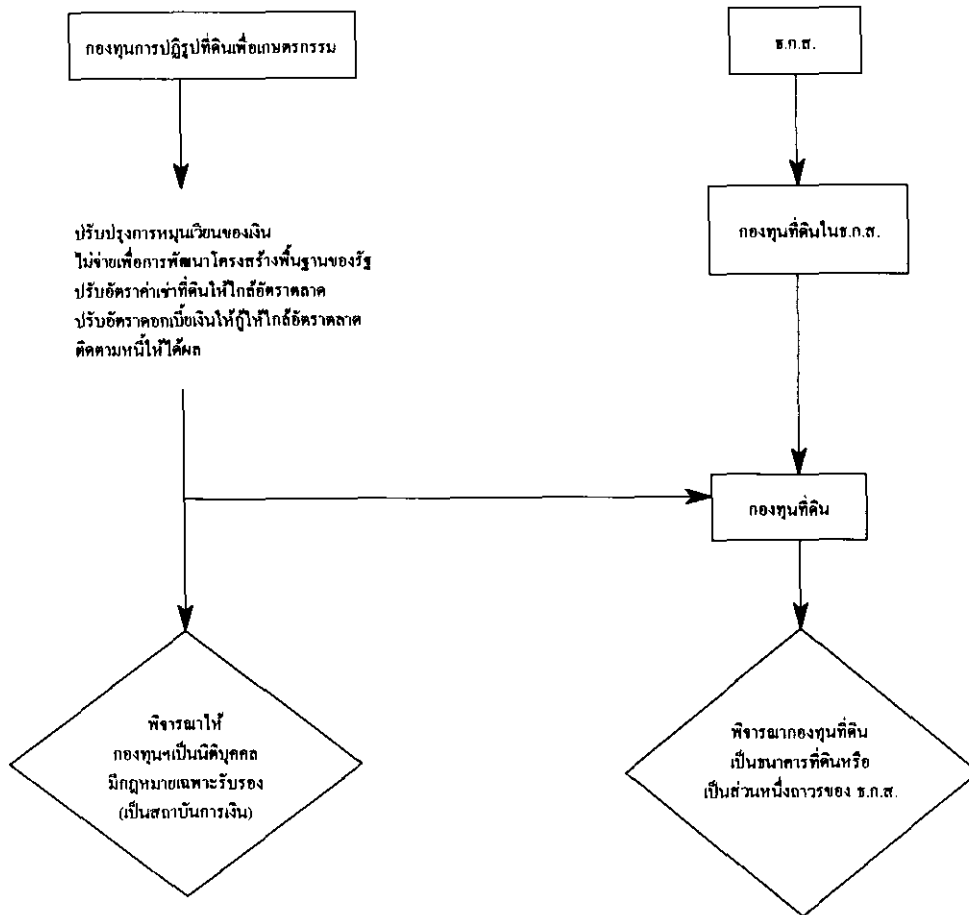 กองทุนการปฏิรูปที่ดินเพื่อเกษตรกรรม
ธ.ก.ส.
กองทุนที่ดินในธ.ก.ส.
ปรับปรุงการหมุนเวียนของเงิน
ไม่จ่ายเพื่อการพัฒนาโครงสร้างพื้นฐานของรัฐ
ปรับอัตราค่าเช่าที่ดินให้ใกล้อัตราตลาด
ปรับอัตราดอกเบี้ยเงินให้กู้ให้ใกล้อัตราตลาด
ติดตามหนี้ให้ได้ผล
กองทุนที่ดิน
พิจารณาให้
กองทุนฯเป็นนิติบุคคล
มีกฎหมายเฉพาะรับรอง
(เป็นสถาบันการเงิน)
พิจารณากองทุนที่ดิน
เป็นธนาคารที่ดินหรือ
เป็นส่วนหนึ่งถาวรของ ธ.ก.ส.